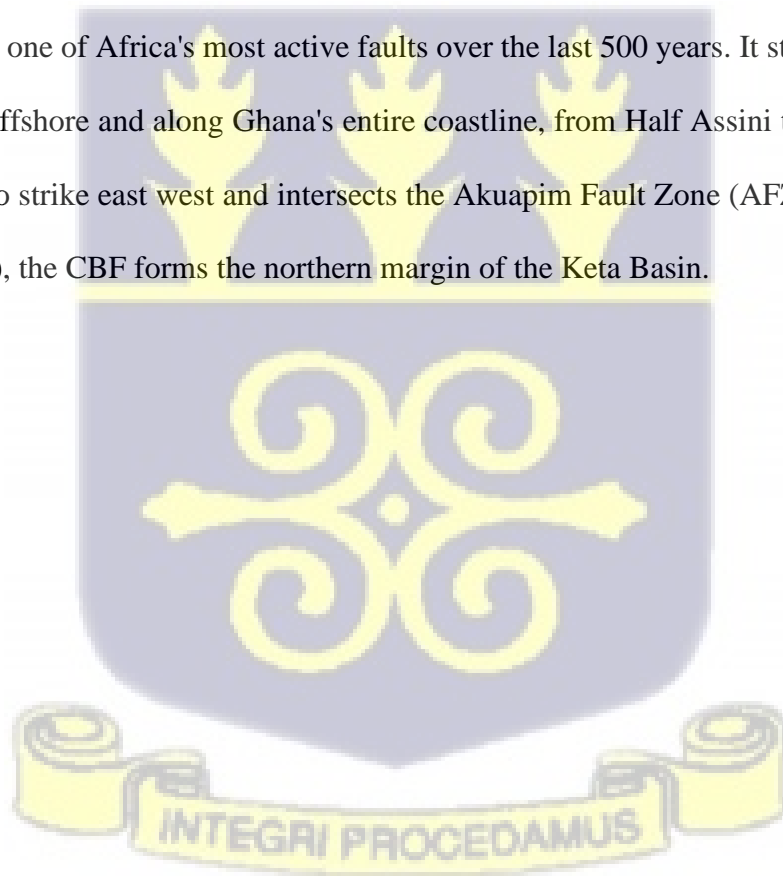 one of Africa's most active faults over the last 500 years. It st
ffshore and along Ghana's entire coastline, from Half Assini t
o strike east west and intersects the Akuapim Fault Zone (AFZ
), the CBF forms the northern margin of the Keta Basin.
INTEGRI PROCEDAMUS